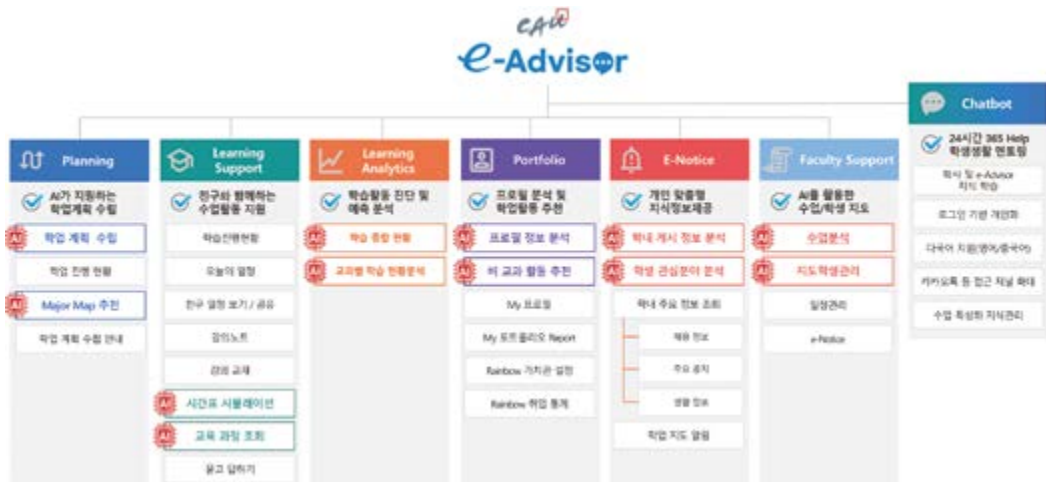 CAU
e-Advisor
Chatbot
24시간 365 Help
학생생활 멘토링
학사 및 e-Advisor
지식 학습
로그인 기반 개인화
다국어 지원(영어/중국어)
카카오톡 등 접근 채널 확대
수업 특성화 지식관리
Planning
AI가 지원하는
학업계획 수립
AI 학업 계획 수립
학업 진행 현황
AI Major Map 추천
학업 계획 수립 안내
Learning
Support
친구와 함께하는
수업활동 지원
학습진행현황
오늘의 일정
친구 일정 보기 / 공유
강의노트
강의 교재
AI 시간표 시뮬레이션
AI 교육 과정 조회
묻고 답하기
Learning
Analytics
학습활동 진단 및
예측 분석
AI 학습 종합 현황
AI 교과별 학습 현황분석
Portfolio
프로필 분석 및
학업활동 추천
AI 프로필 정보 분석
AI 비 교과 활동 추천
My 프로필
My 포트폴리오 Report
Rainbow 가치관 설정
Rainbow 취업 통계
E-Notice
개인 맞춤형
지식정보제공
AI 학내 게시 정보 분석
AI 학생 관심분야 분석
학내 주요 정보 조회
채용 정보
주요 공지
생활 정보
학업 지도 알림
Faculty Support
AI를 활용한
수업/학생 지도
AI 수업분석
AI 지도학생관리
일정관리
e-Notice